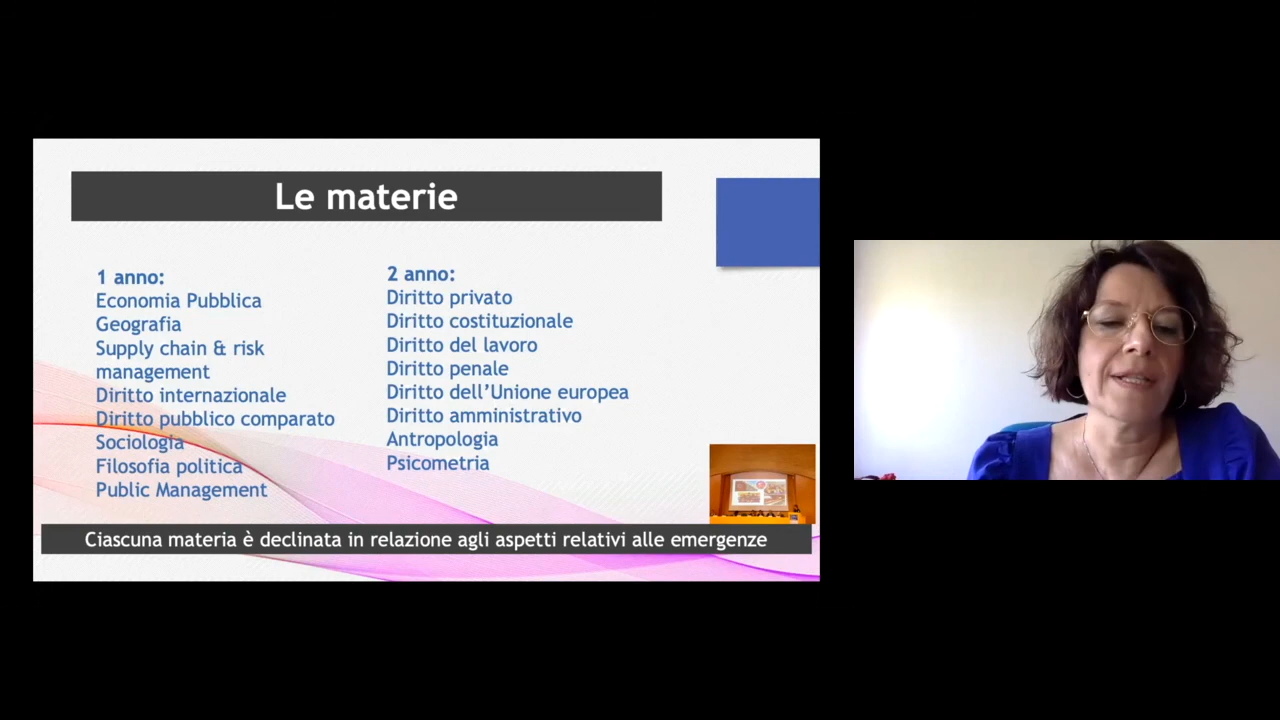 Le materie
1 anno:
Economia Pubblica
Geografia
Supply chain & risk
management
Diritto internazionale
Diritto pubblico comparato
Sociologia
Filosofia politica
Public Management
2 anno:
Diritto privato
Diritto costituzionale
Diritto del lavoro
Diritto penale
Diritto dell’Unione europea
Diritto amministrativo
Antropologia
Psicometria
Ciascuna materia è declinata in relazione agli aspetti relativi alle emergenze